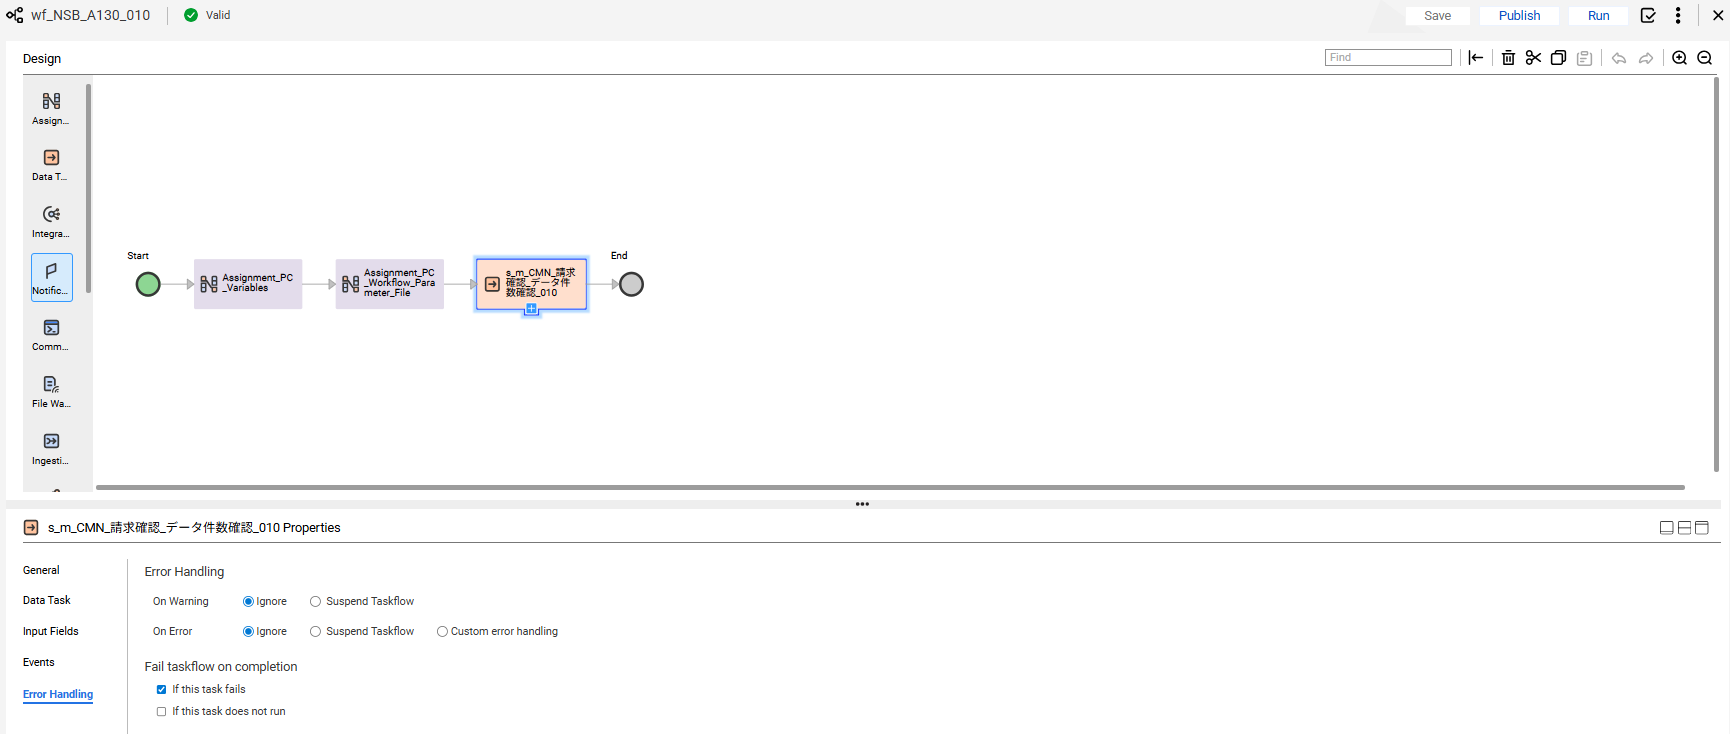 wf_NSB_A130_010
Valid
Save
Publish
Run
Design
Find
Assign...
Data T...
Integra...
Notific...
Comm...
File Wa...
Ingesti...
Start
Assignment_PC
_Variables
Assignment_PC
_Workflow_Para
meter_File
s_m_CMN_請求
確認_データ件
数確認_010
End
s_m_CMN_請求確認_データ件数確認_010 Properties
General
Data Task
Input Fields
Events
Error Handling
Error Handling
On Warning Ignore Suspend Taskflow
On Error Ignore Suspend Taskflow Custom error handling
Fail taskflow on completion
If this task fails
If this task does not run